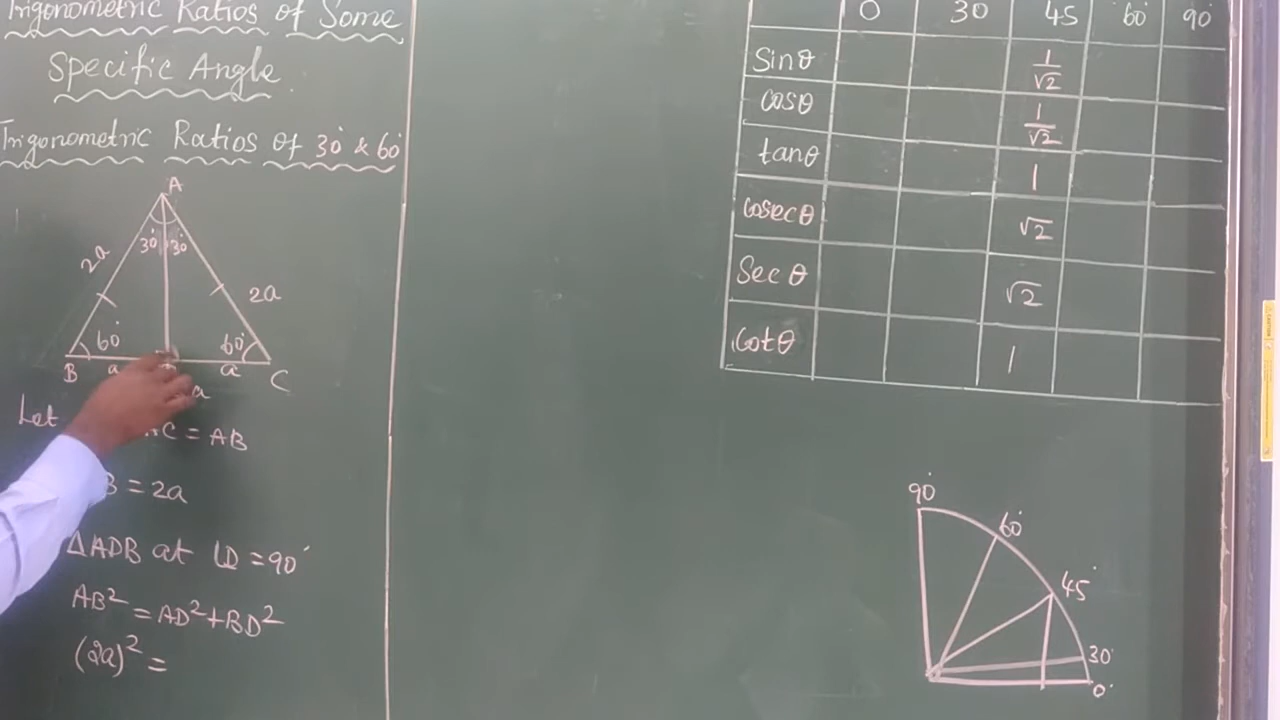 Trigonometric Ratios of Some
Specific Angle.
Trigonometric Ratios of 30° & 60°
A
30° 30°
2a
2a
60° 60°
B a a C
a
Let AC = AB
B = 2a
ΔADB at ∠D = 90°
AB² = AD² + BD²
(2a)² =
0 30 45 60 90
Sinθ 1/√2
cosθ 1/√2
tanθ 1
cosecθ √2
Secθ √2
Cotθ 1
90°
60°
45°
30°
0°